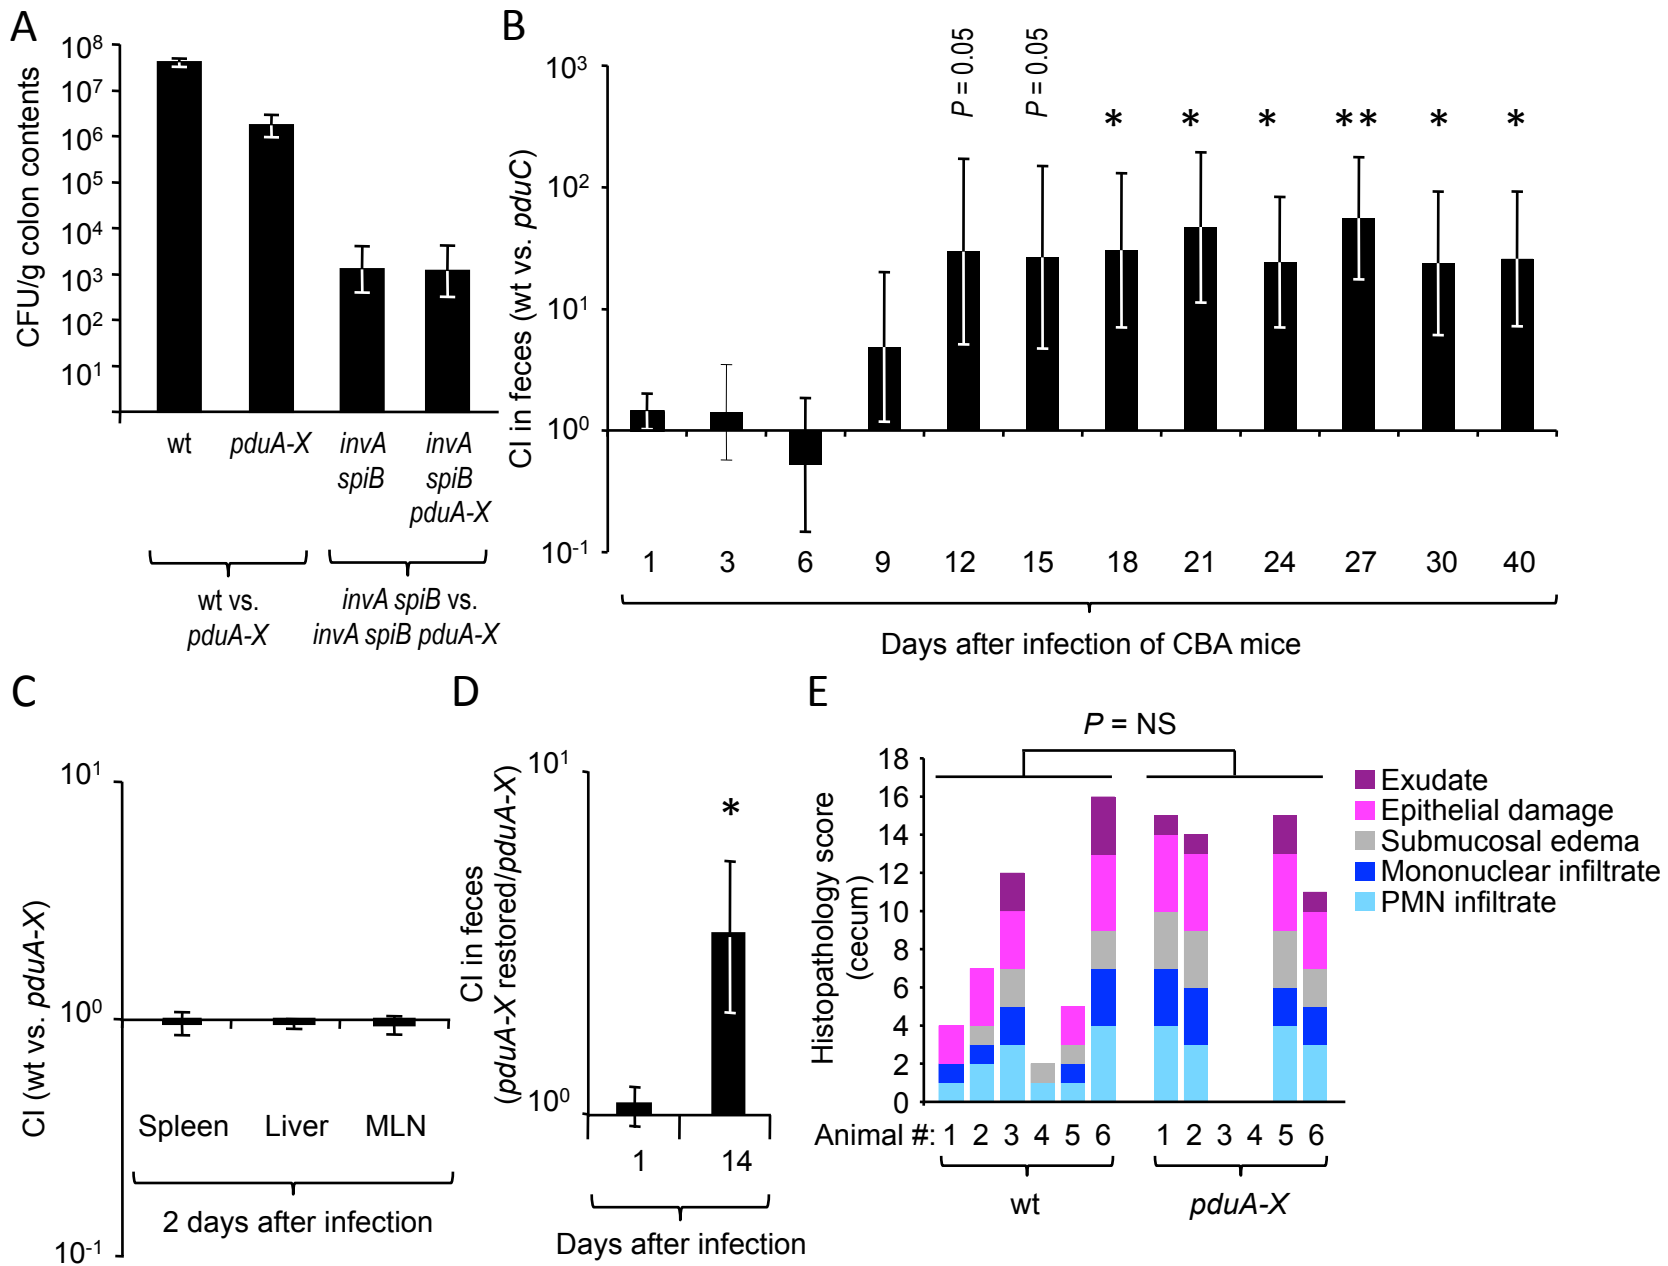 A
CFU/g colon contents
10^8
10^7
10^6
10^5
10^4
10^3
10^2
10^1
wt
pduA-X
invA
spiB
invA
spiB
pduA-X
wt vs.
pduA-X
invA spiB vs.
invA spiB pduA-X
B
CI in feces (wt vs. pduC)
10^3
10^2
10^1
10^0
10^-1
P = 0.05
P = 0.05
*
*
*
**
*
*
1 3 6 9 12 15 18 21 24 27 30 40
Days after infection of CBA mice
C
CI (wt vs. pduA-X)
10^1
10^0
10^-1
Spleen Liver MLN
2 days after infection
D
CI in feces
(pduA-X restored/pduA-X)
10^1
10^0
*
1 14
Days after infection
E
Histopathology score
(cecum)
P = NS
18
16
14
12
10
8
6
4
2
0
Animal #: 1 2 3 4 5 6 1 2 3 4 5 6
wt
pduA-X
Exudate
Epithelial damage
Submucosal edema
Mononuclear infiltrate
PMN infiltrate